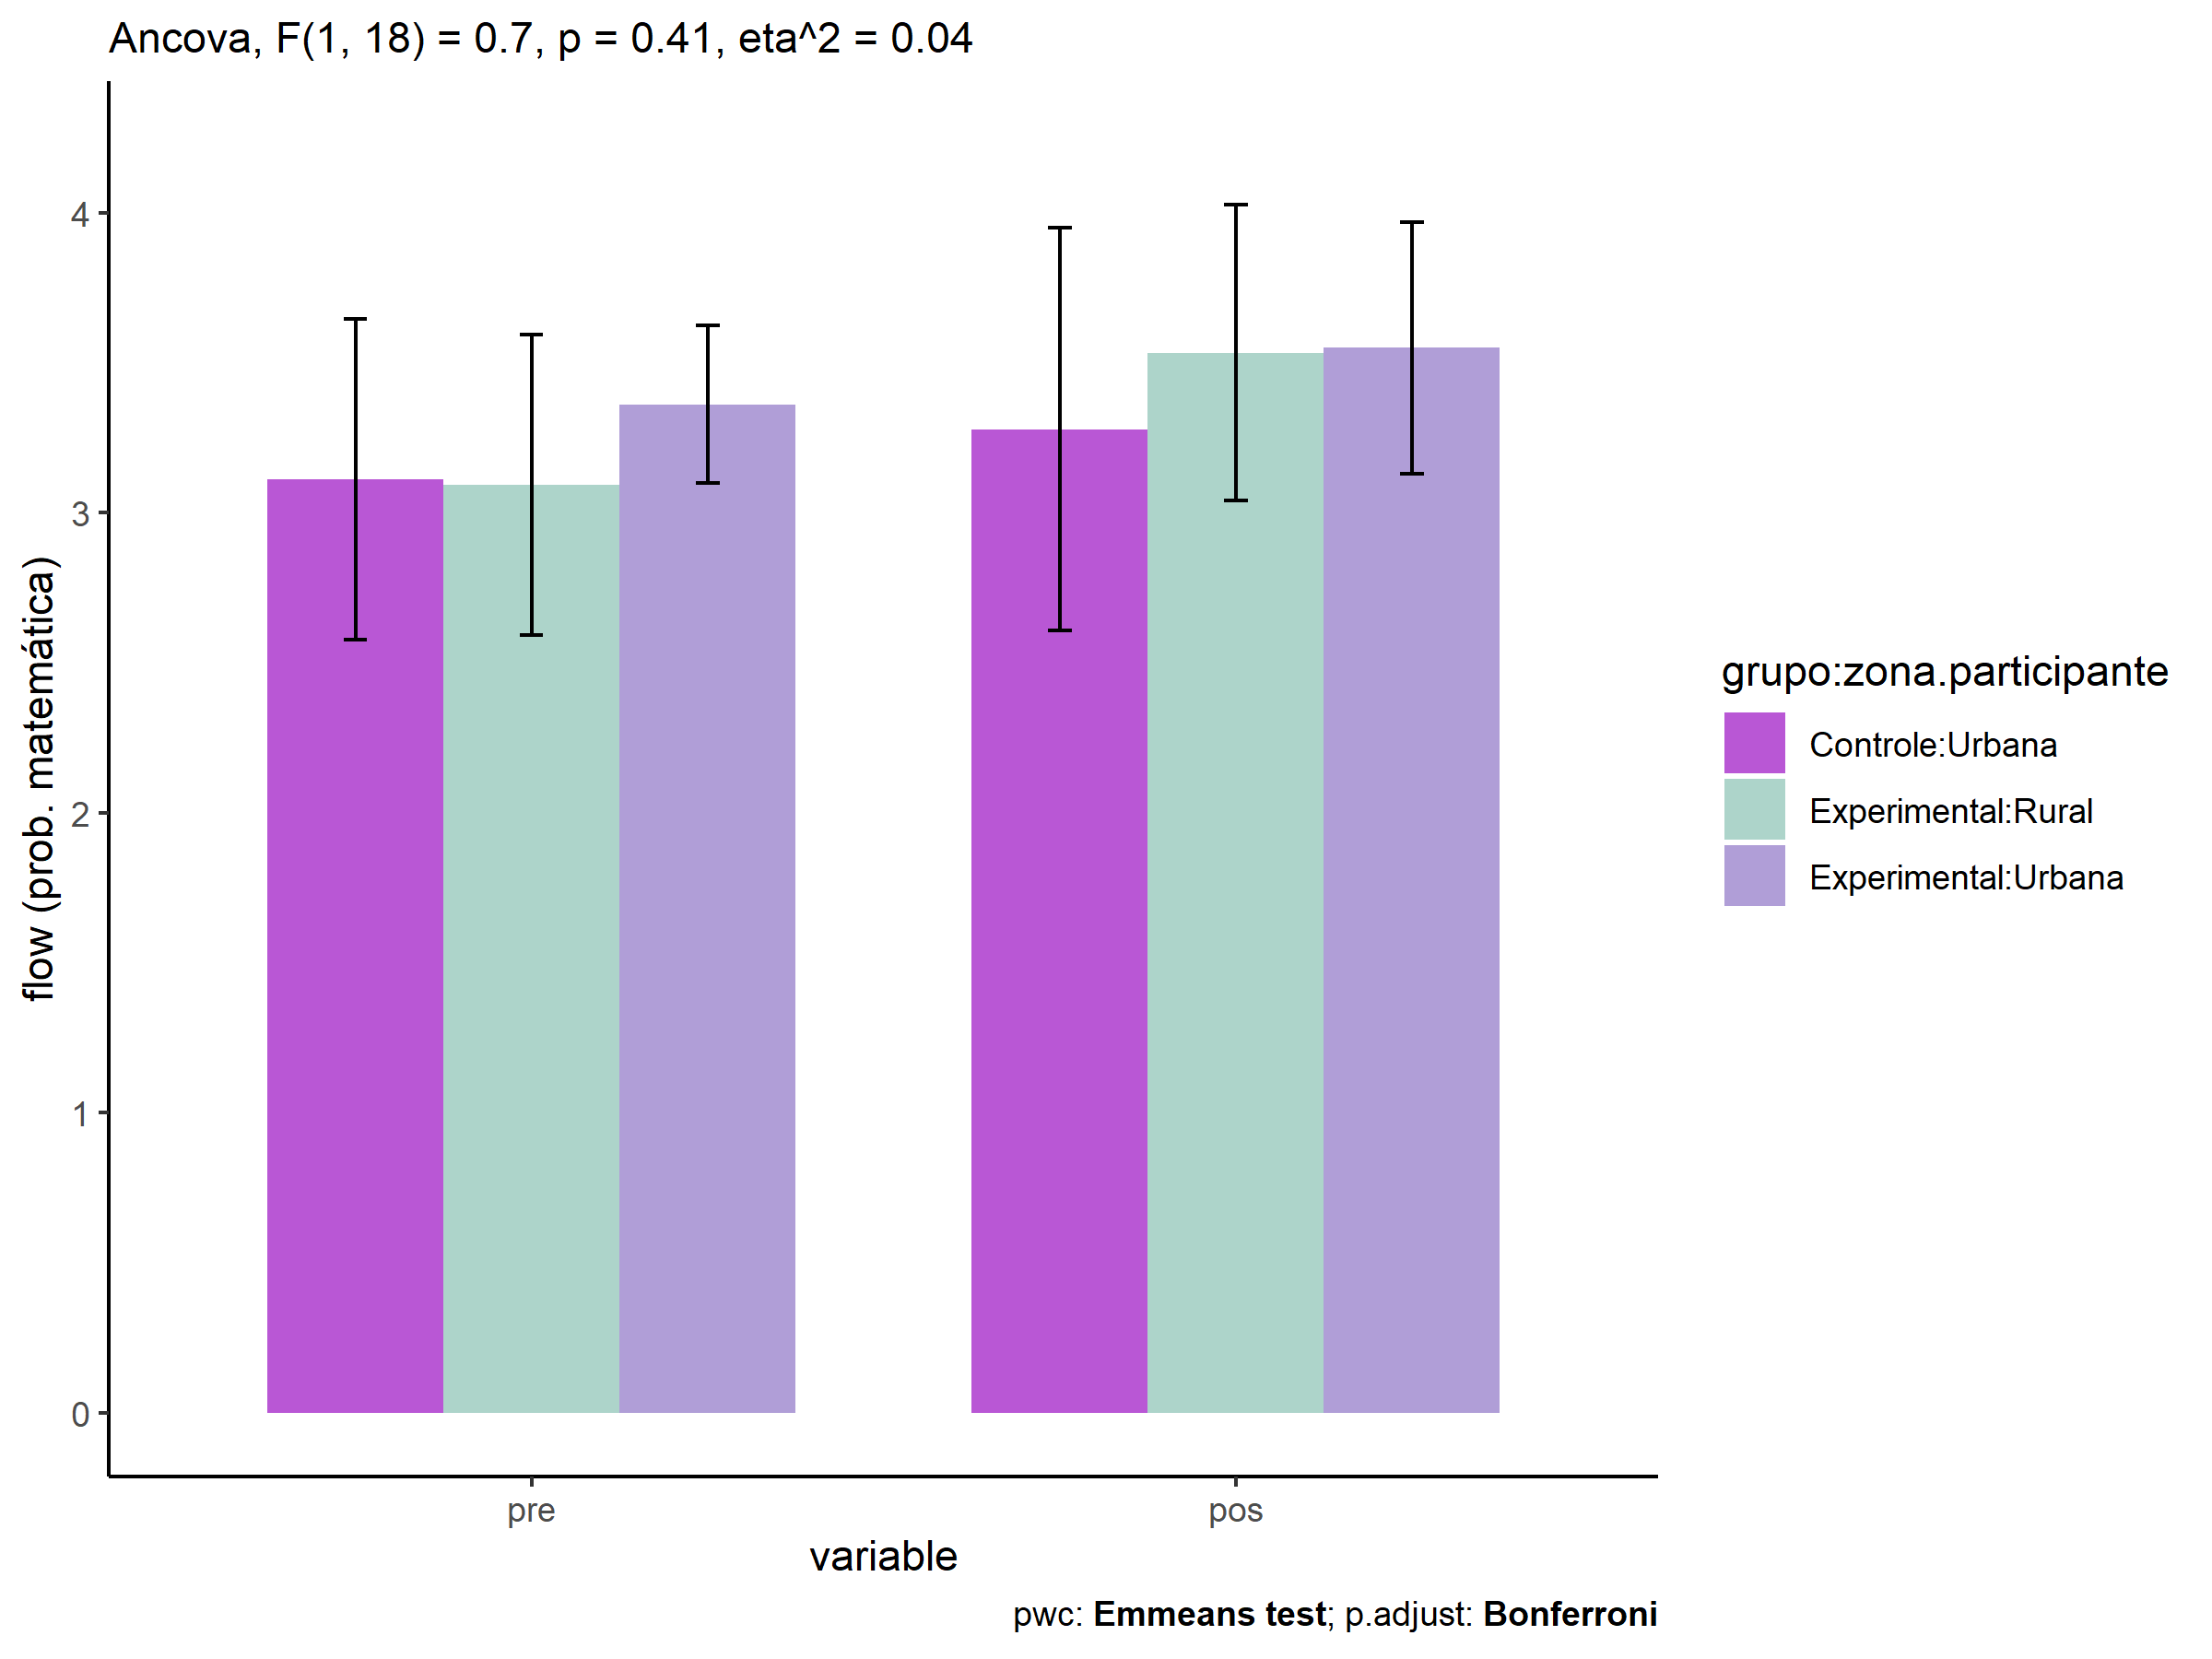 Ancova, F(1, 18) = 0.7, p = 0.41, eta^2 = 0.04
flow (prob. matemática)
4
3
2
1
0
pre
pos
variable
grupo:zona.participante
Controle:Urbana
Experimental:Rural
Experimental:Urbana
pwc: Emmeans test; p.adjust: Bonferroni